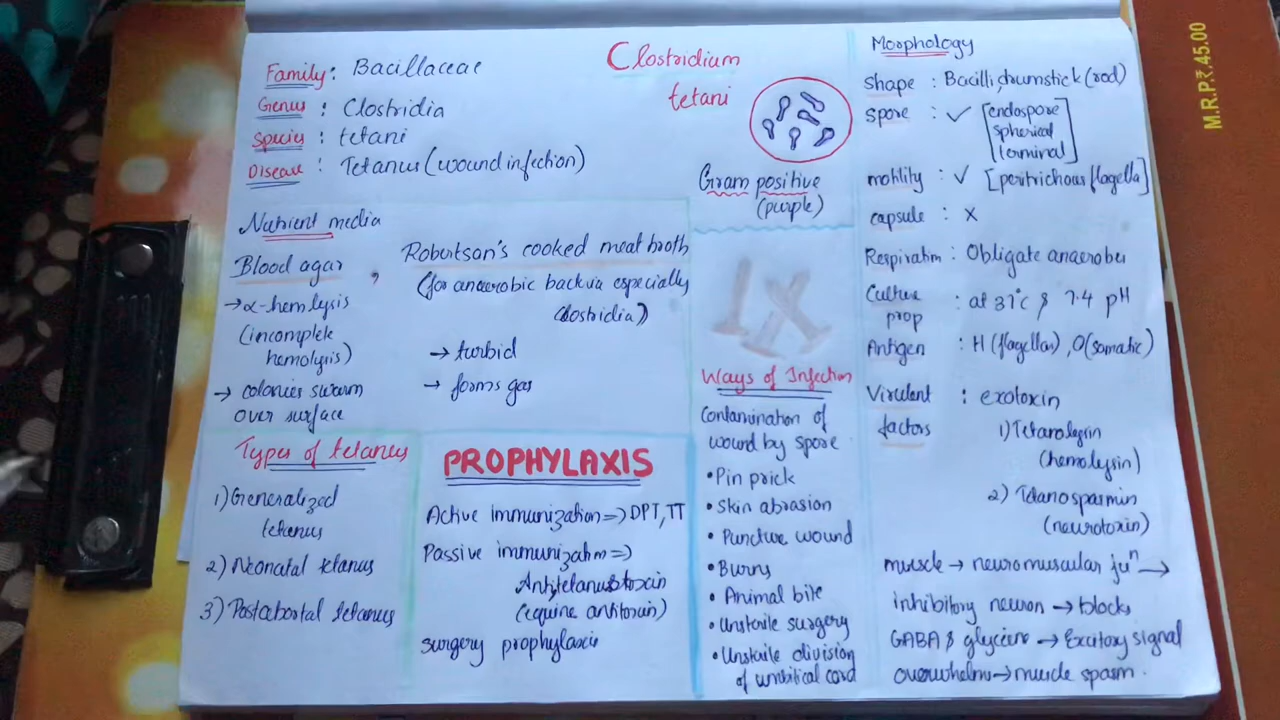 Clostridium
tetani
Family : Bacillaceae
Genus : Clostridia
Species : tetani
Disease : Tetanus (wound infection)
Gram positive
(purple)
Nutrient media
Blood agar ,
→ α-hemlysis
(incomplete
hemolysis)
→ colonies swarm
over surface
Robertson's cooked meat broth
(for anaerobic bactria especially
Clostridia)
→ turbid
→ forms gas
Types of tetanus
1) Generalized
tetanus
2) Neonatal tetanus
3) Postabortal tetanus
PROPHYLAXIS
Active immunization => DPT, TT
Passive immunization =>
Antitetanus toxin
(equine antitoxin)
surgery prophylaxis
IX
Ways of Infection
Contamination of
wound by spore
• Pin prick
• Skin abrasion
• Puncture wound
• Burns
• Animal bite
• Unsterile surgery
• Unsterile division
of umbilical cord
Morphology
Shape : Bacilli, drumstick (rod)
spore : ✓ [endospore
spherical
terminal]
motility : ✓ [peritrichous flagella]
capsule : x
Respiration : Obligate anaerobes
Culture : at 37°c & 7.4 pH
prop
Antigen : H (flagellar), O (somatic)
Virulent : exotoxin
factors
1) Tetanolysin
(hemolysin)
2) Tetanospasmin
(neurotoxin)
muscle → neuromuscular juⁿ →
inhibitory neuron → blocks
GABA & glycine → Excitory signal
overwhelm → muscle spasm.
M.R.P.₹.45.00